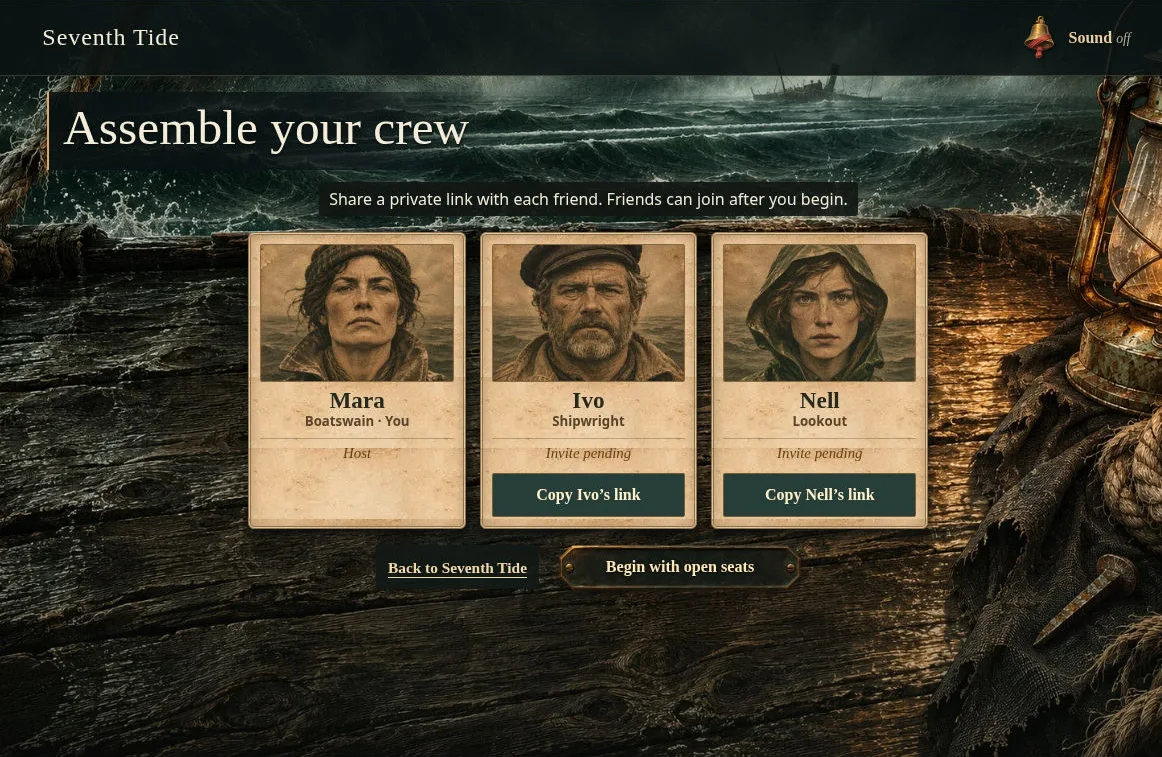 Seventh Tide
Sound off
Assemble your crew
Share a private link with each friend. Friends can join after you begin.
Mara
Boatswain · You
Host
Ivo
Shipwright
Invite pending
Copy Ivo’s link
Nell
Lookout
Invite pending
Copy Nell’s link
Back to Seventh Tide
Begin with open seats